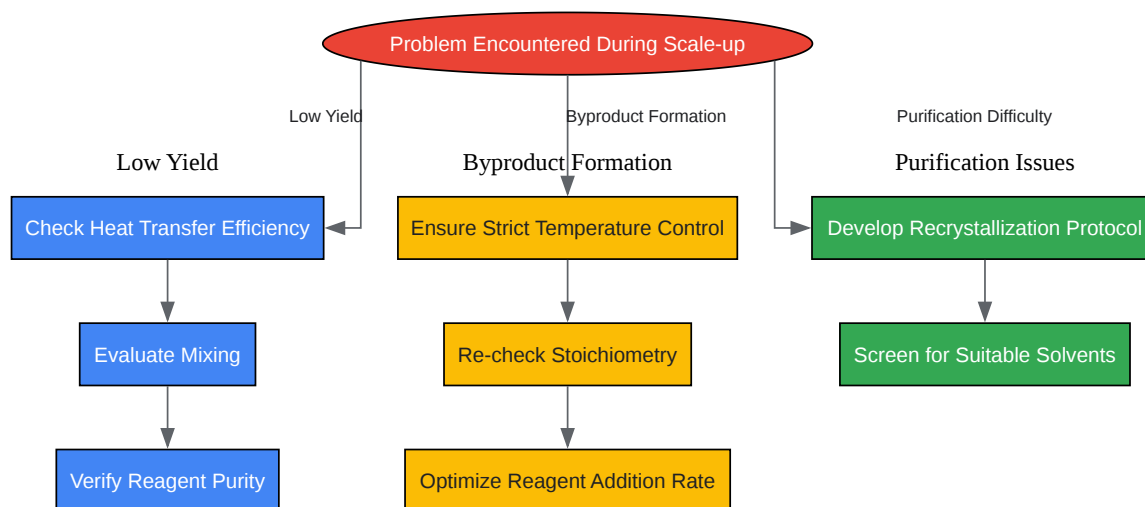 Problem Encountered During Scale-up
Low Yield
Byproduct Formation
Purification Difficulty
Low Yield
Byproduct Formation
Purification Issues
Check Heat Transfer Efficiency
Ensure Strict Temperature Control
Develop Recrystallization Protocol
Evaluate Mixing
Re-check Stoichiometry
Screen for Suitable Solvents
Verify Reagent Purity
Optimize Reagent Addition Rate